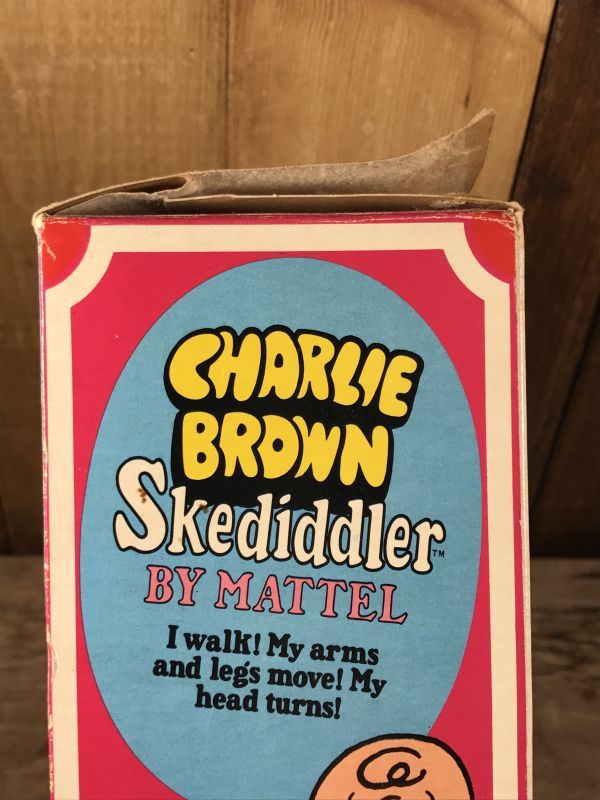 CHARLIE
BROWN
Skediddler™
BY MATTEL
I walk! My arms
and legs move! My
head turns!